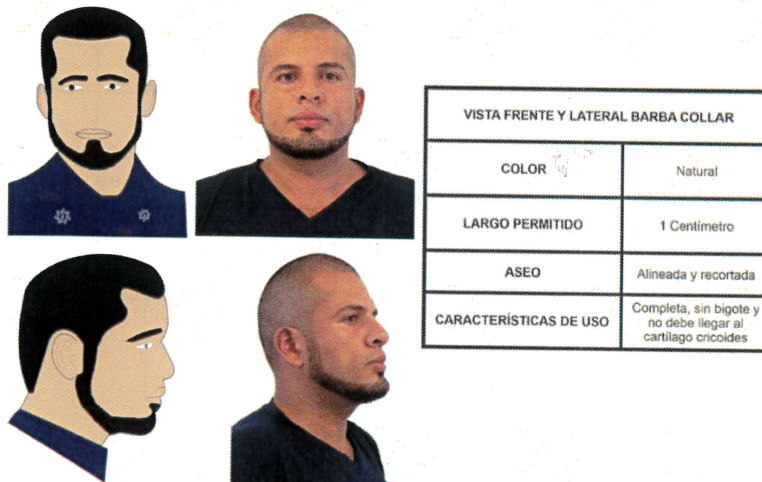 VISTA FRENTE Y LATERAL BARBA COLLAR
COLOR
Natural
LARGO PERMITIDO
1 Centímetro
ASEO
Alineada y recortada
CARACTERÍSTICAS DE USO
Completa, sin bigote y
no debe llegar al
cartílago cricoides